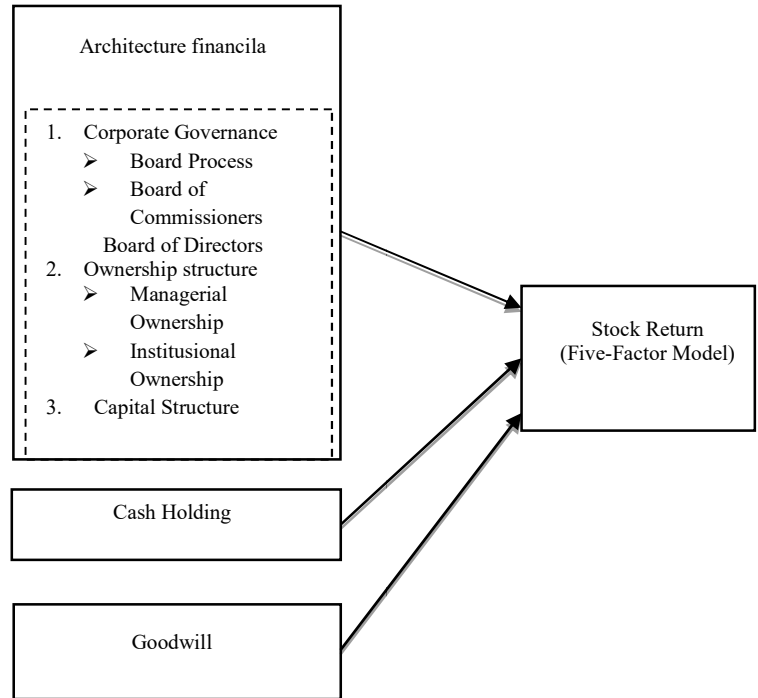 Architecture financila
1. Corporate Governance
➢ Board Process
➢ Board of
Commissioners
Board of Directors
2. Ownership structure
➢ Managerial
Ownership
➢ Institusional
Ownership
3. Capital Structure
Stock Return
(Five-Factor Model)
Cash Holding
Goodwill